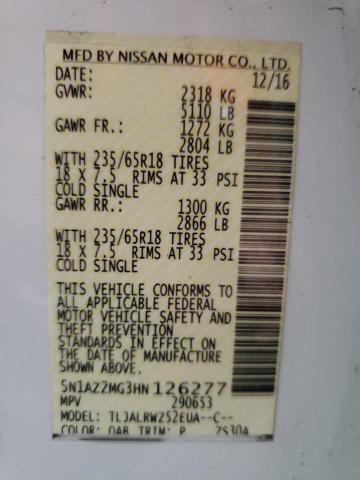 MFD BY NISSAN MOTOR CO., LTD.
DATE: 12/16
GVWR: 2318 KG
5110 LB
GAWR FR.: 1272 KG
2804 LB
WITH 235/65R18 TIRES
18 X 7.5 RIMS AT 33 PSI
COLD SINGLE
GAWR RR.: 1300 KG
2866 LB
WITH 235/65R18 TIRES
18 X 7.5 RIMS AT 33 PSI
COLD SINGLE
THIS VEHICLE CONFORMS TO
ALL APPLICABLE FEDERAL
MOTOR VEHICLE SAFETY AND
THEFT PREVENTION
STANDARDS IN EFFECT ON
THE DATE OF MANUFACTURE
SHOWN ABOVE.
5N1AZ2MG3HN126277
MPV 290653
MODEL: TLJALRWZ52EUA--C--
COLOR: QAB TRIM: P